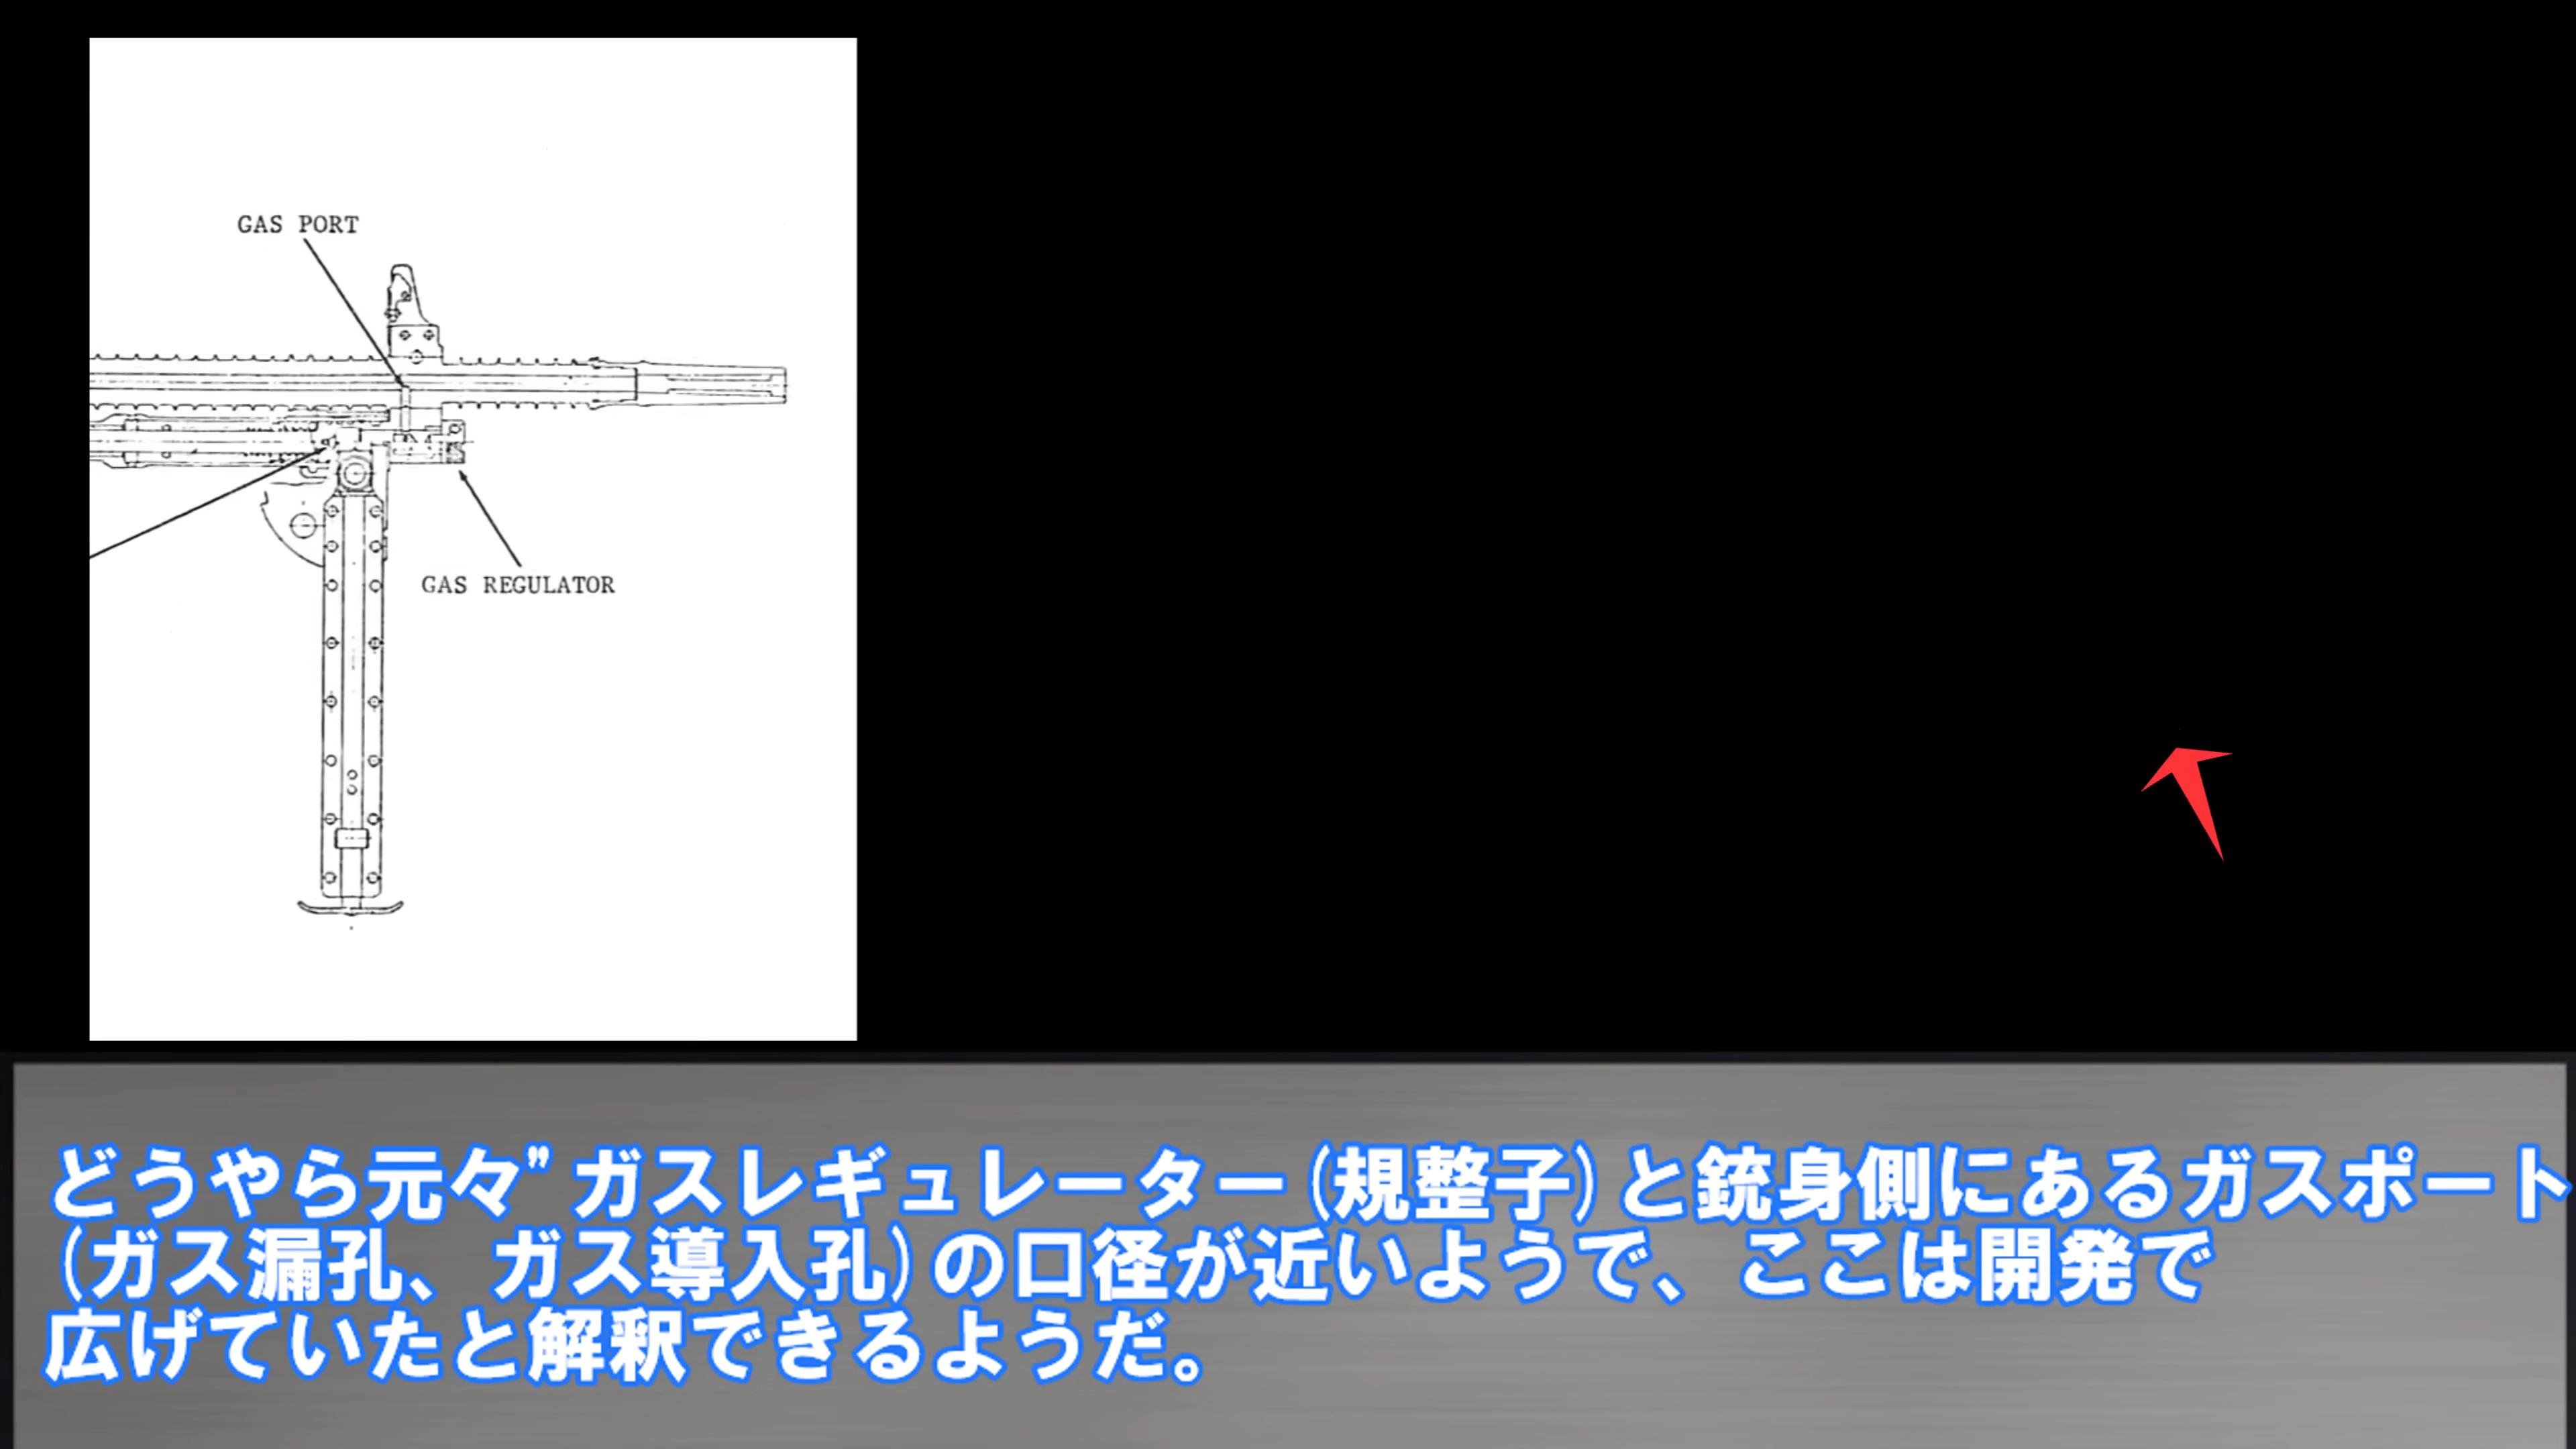 GAS PORT
GAS REGULATOR
どうやら元々”ガスレギュレーター(規整子)と銃身側にあるガスポート
(ガス漏孔、ガス導入孔)の口径が近いようで、ここは開発で
広げていたと解釈できるようだ。